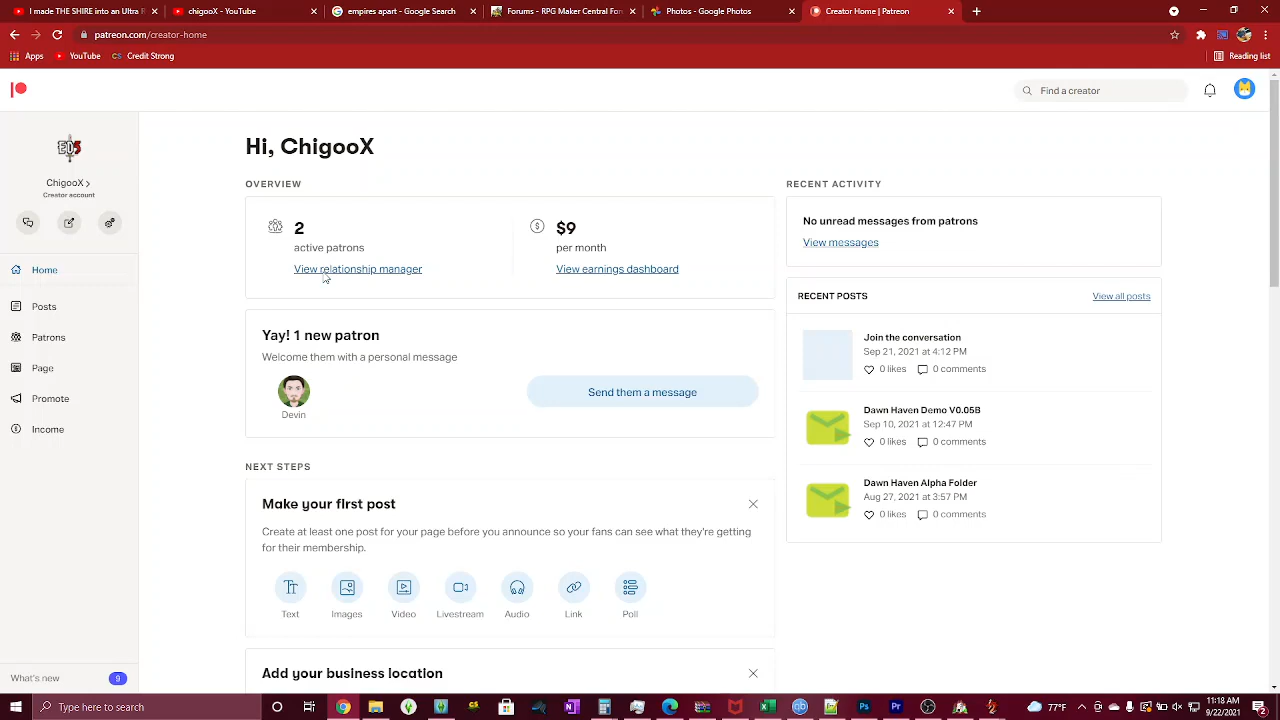 I made THE SHIRE in an Ultra R
chigooX - YouTube
empires of games - Google Search
Forums - RPG Maker Central For
Photos - Google Photos
Creator Home | Patreon
patreon.com/creator-home
Apps
YouTube
CS Credit Strong
Reading list
Find a creator
ChigooX
Creator account
Home
Posts
Patrons
Page
Promote
Income
What's new
9
Hi, ChigooX
OVERVIEW
2
active patrons
View relationship manager
$9
per month
View earnings dashboard
Yay! 1 new patron
Welcome them with a personal message
Devin
Send them a message
NEXT STEPS
Make your first post
Create at least one post for your page before you announce so your fans can see what they're getting
for their membership.
Text
Images
Video
Livestream
Audio
Link
Poll
Add your business location
RECENT ACTIVITY
No unread messages from patrons
View messages
RECENT POSTS
View all posts
Join the conversation
Sep 21, 2021 at 4:12 PM
0 likes
0 comments
Dawn Haven Demo V0.05B
Sep 10, 2021 at 12:47 PM
0 likes
0 comments
Dawn Haven Alpha Folder
Aug 27, 2021 at 3:57 PM
0 likes
0 comments
Type here to search
77°F
11:18 AM
9/22/2021